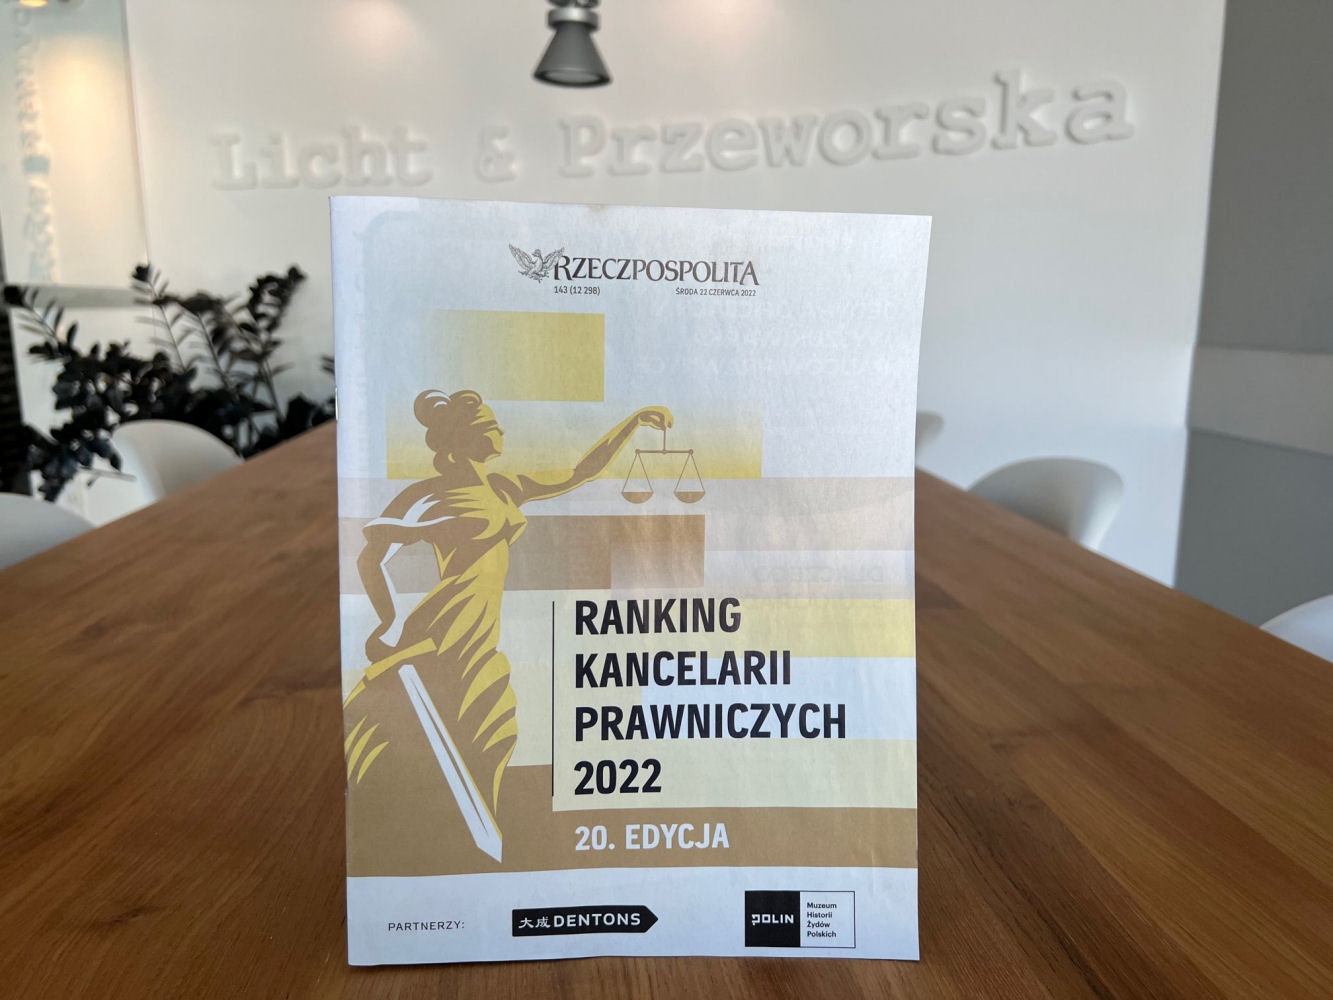 Licht & Przeworska
RZECZPOSPOLITA
143 (12 298) ŚRODA 22 CZERWCA 2022
RANKING
KANCELARII
PRAWNICZYCH
2022
20. EDYCJA
PARTNERZY:
大成 DENTONS
POLIN
Muzeum
Historii
Żydów
Polskich